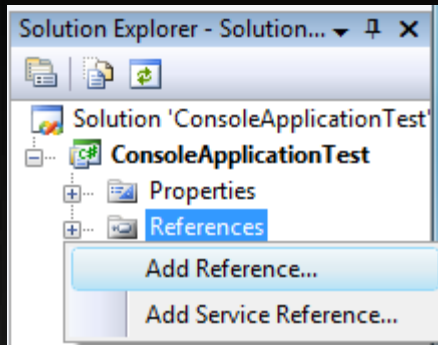 Solution Explorer - Solution...
Solution 'ConsoleApplicationTest'
C#
ConsoleApplicationTest
Properties
References
Add Reference...
Add Service Reference...